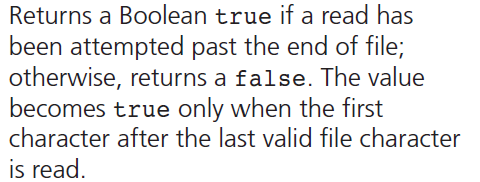 Returns a Boolean true if a read has
been attempted past the end of file;
otherwise, returns a false. The value
becomes true only when the first
character after the last valid file character
is read.